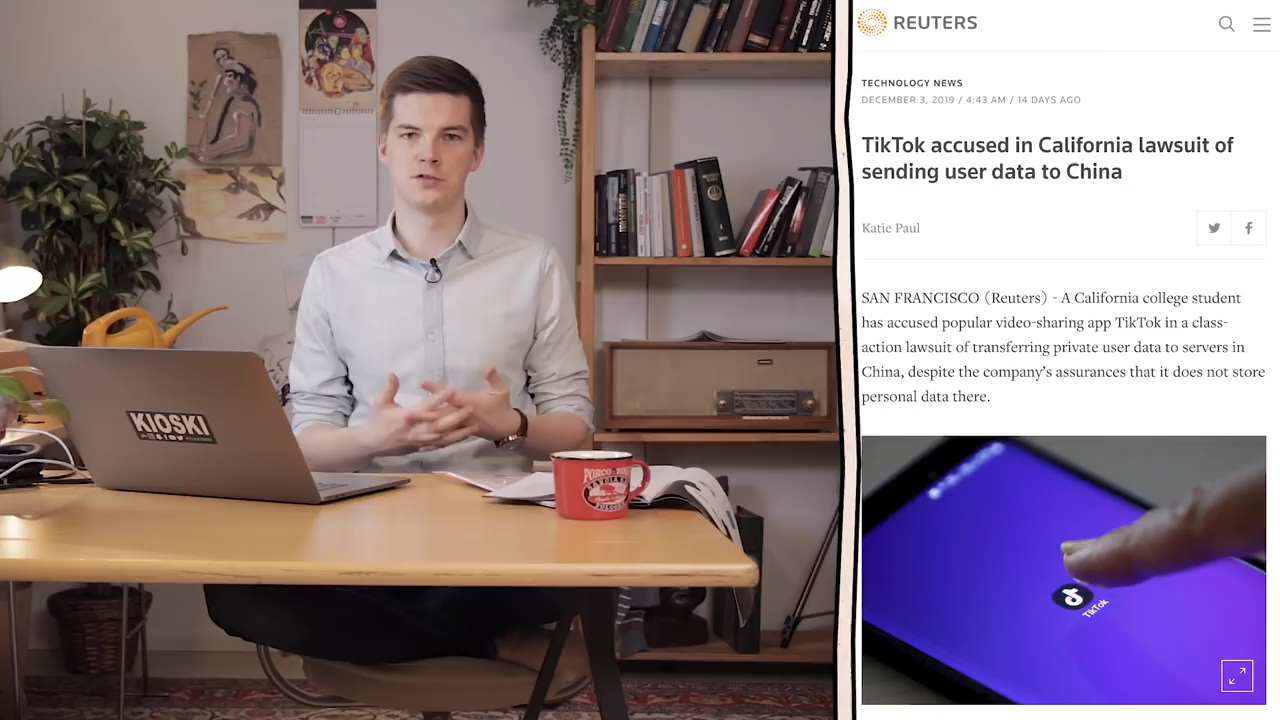 REUTERS
TECHNOLOGY NEWS
DECEMBER 3, 2019 / 4:43 AM / 14 DAYS AGO
TikTok accused in California lawsuit of
sending user data to China
Katie Paul
SAN FRANCISCO (Reuters) - A California college student
has accused popular video-sharing app TikTok in a class-
action lawsuit of transferring private user data to servers in
China, despite the company's assurances that it does not store
personal data there.
TikTok
KIOSKI
PORCO